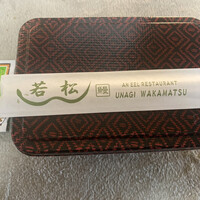 若松
鰻
AN EEL RESTAURANT
UNAGI WAKAMATSU